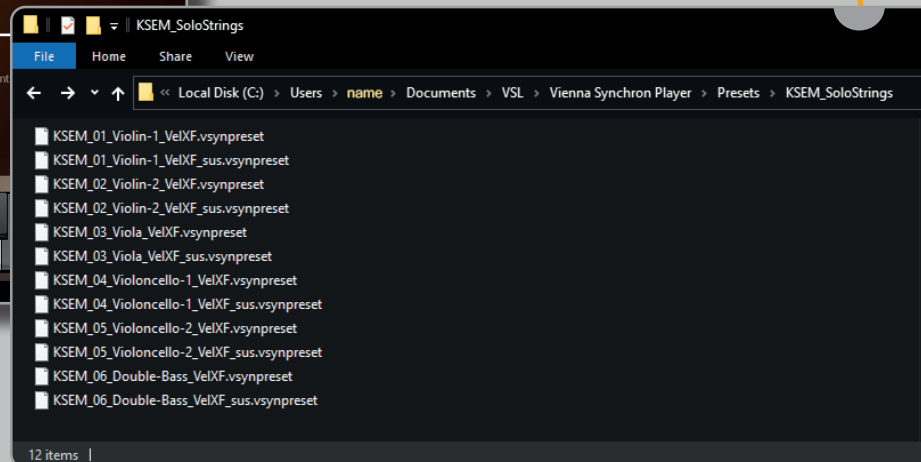 KSEM_SoloStrings
File Home Share View
« Local Disk (C:) > Users > name > Documents > VSL > Vienna Synchron Player > Presets > KSEM_SoloStrings
KSEM_01_Violin-1_VelXF.vsynpreset
KSEM_01_Violin-1_VelXF_sus.vsynpreset
KSEM_02_Violin-2_VelXF.vsynpreset
KSEM_02_Violin-2_VelXF_sus.vsynpreset
KSEM_03_Viola_VelXF.vsynpreset
KSEM_03_Viola_VelXF_sus.vsynpreset
KSEM_04_Violoncello-1_VelXF.vsynpreset
KSEM_04_Violoncello-1_VelXF_sus.vsynpreset
KSEM_05_Violoncello-2_VelXF.vsynpreset
KSEM_05_Violoncello-2_VelXF_sus.vsynpreset
KSEM_06_Double-Bass_VelXF.vsynpreset
KSEM_06_Double-Bass_VelXF_sus.vsynpreset
12 items